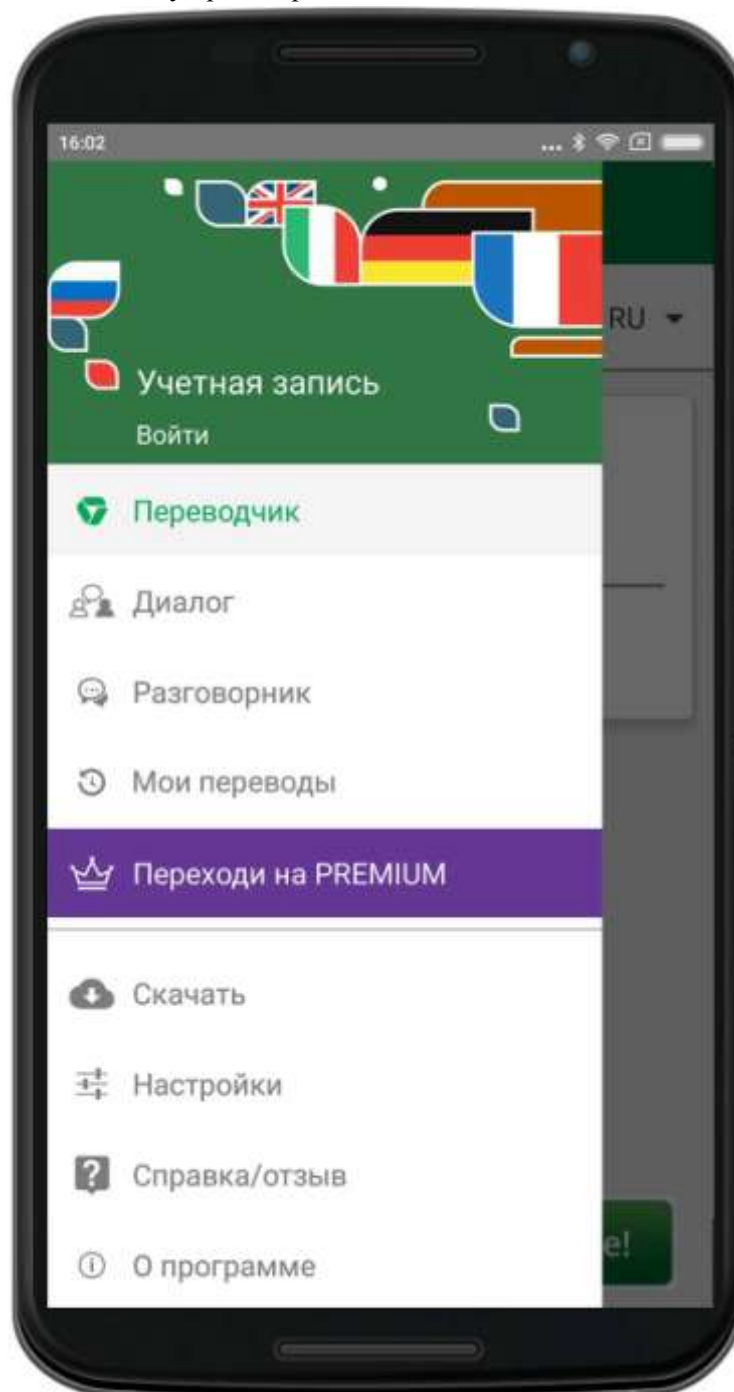 16:02
RU
Учетная запись
Войти
Переводчик
Диалог
Разговорник
Мои переводы
Переходи на PREMIUM
Скачать
Настройки
Справка/отзыв
е!
О программе